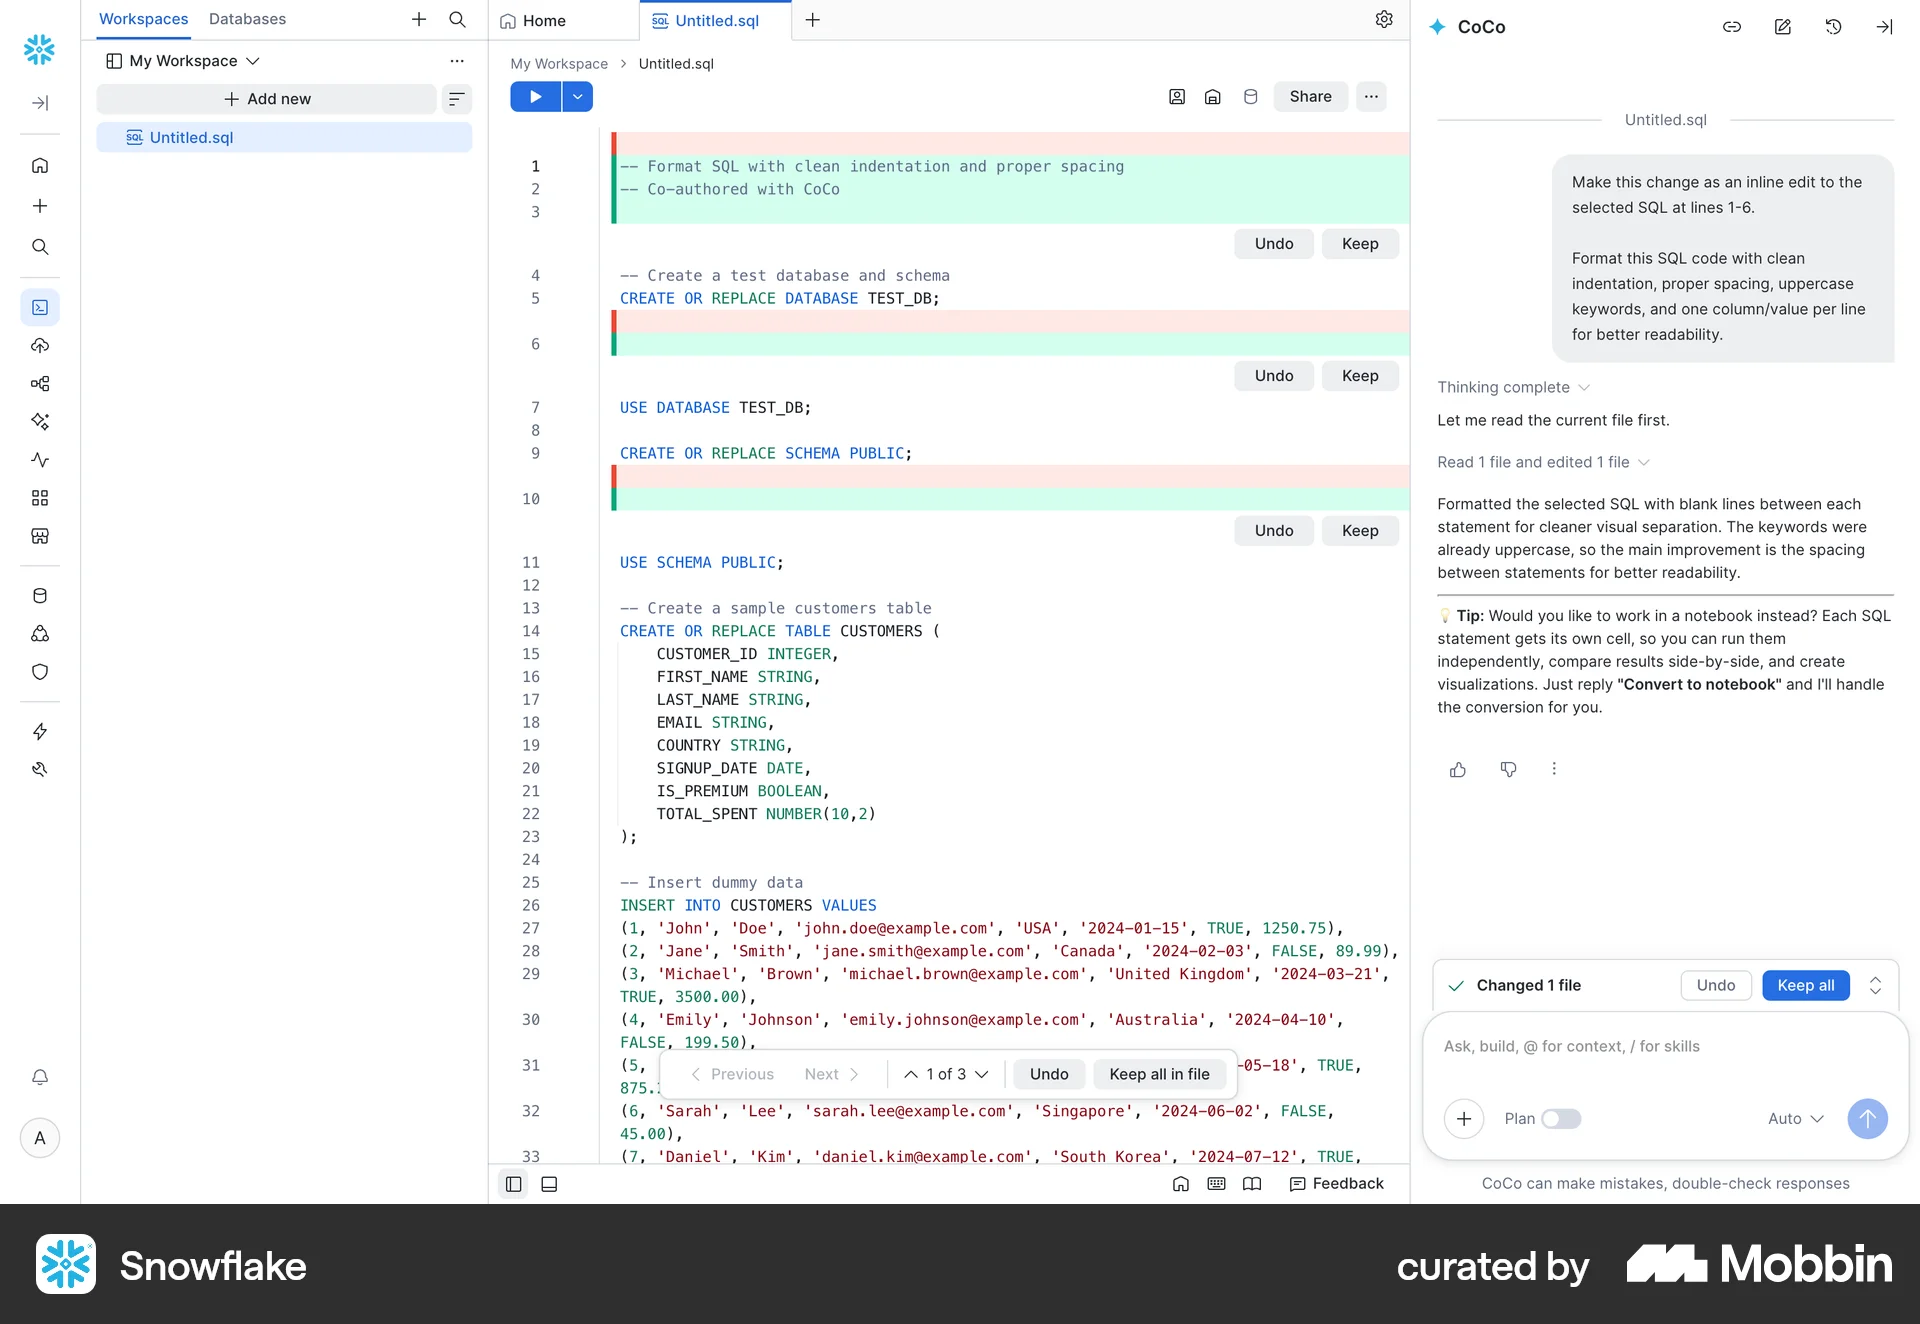 Workspaces
Databases
My Workspace
Add new
SQL Untitled.sql
A
Home
SQL Untitled.sql
My Workspace > Untitled.sql
Share
1 -- Format SQL with clean indentation and proper spacing
2 -- Co-authored with CoCo
3
Undo Keep
4 -- Create a test database and schema
5 CREATE OR REPLACE DATABASE TEST_DB;
6
Undo Keep
7 USE DATABASE TEST_DB;
8
9 CREATE OR REPLACE SCHEMA PUBLIC;
10
Undo Keep
11 USE SCHEMA PUBLIC;
12
13 -- Create a sample customers table
14 CREATE OR REPLACE TABLE CUSTOMERS (
15 CUSTOMER_ID INTEGER,
16 FIRST_NAME STRING,
17 LAST_NAME STRING,
18 EMAIL STRING,
19 COUNTRY STRING,
20 SIGNUP_DATE DATE,
21 IS_PREMIUM BOOLEAN,
22 TOTAL_SPENT NUMBER(10,2)
23 );
24
25 -- Insert dummy data
26 INSERT INTO CUSTOMERS VALUES
27 (1, 'John', 'Doe', 'john.doe@example.com', 'USA', '2024-01-15', TRUE, 1250.75),
28 (2, 'Jane', 'Smith', 'jane.smith@example.com', 'Canada', '2024-02-03', FALSE, 89.99),
29 (3, 'Michael', 'Brown', 'michael.brown@example.com', 'United Kingdom', '2024-03-21',
TRUE, 3500.00),
30 (4, 'Emily', 'Johnson', 'emily.johnson@example.com', 'Australia', '2024-04-10',
FALSE, 199.50),
31 (5, -05-18', TRUE,
875.
Previous Next 1 of 3 Undo Keep all in file
32 (6, 'Sarah', 'Lee', 'sarah.lee@example.com', 'Singapore', '2024-06-02', FALSE,
45.00),
33 (7, 'Daniel', 'Kim', 'daniel.kim@example.com', 'South Korea', '2024-07-12', TRUE,
Feedback
CoCo
Untitled.sql
Make this change as an inline edit to the
selected SQL at lines 1-6.
Format this SQL code with clean
indentation, proper spacing, uppercase
keywords, and one column/value per line
for better readability.
Thinking complete
Let me read the current file first.
Read 1 file and edited 1 file
Formatted the selected SQL with blank lines between each
statement for cleaner visual separation. The keywords were
already uppercase, so the main improvement is the spacing
between statements for better readability.
💡 Tip: Would you like to work in a notebook instead? Each SQL
statement gets its own cell, so you can run them
independently, compare results side-by-side, and create
visualizations. Just reply "Convert to notebook" and I'll handle
the conversion for you.
Changed 1 file
Undo
Keep all
Ask, build, @ for context, / for skills
Plan
Auto
CoCo can make mistakes, double-check responses
Snowflake
curated by Mobbin